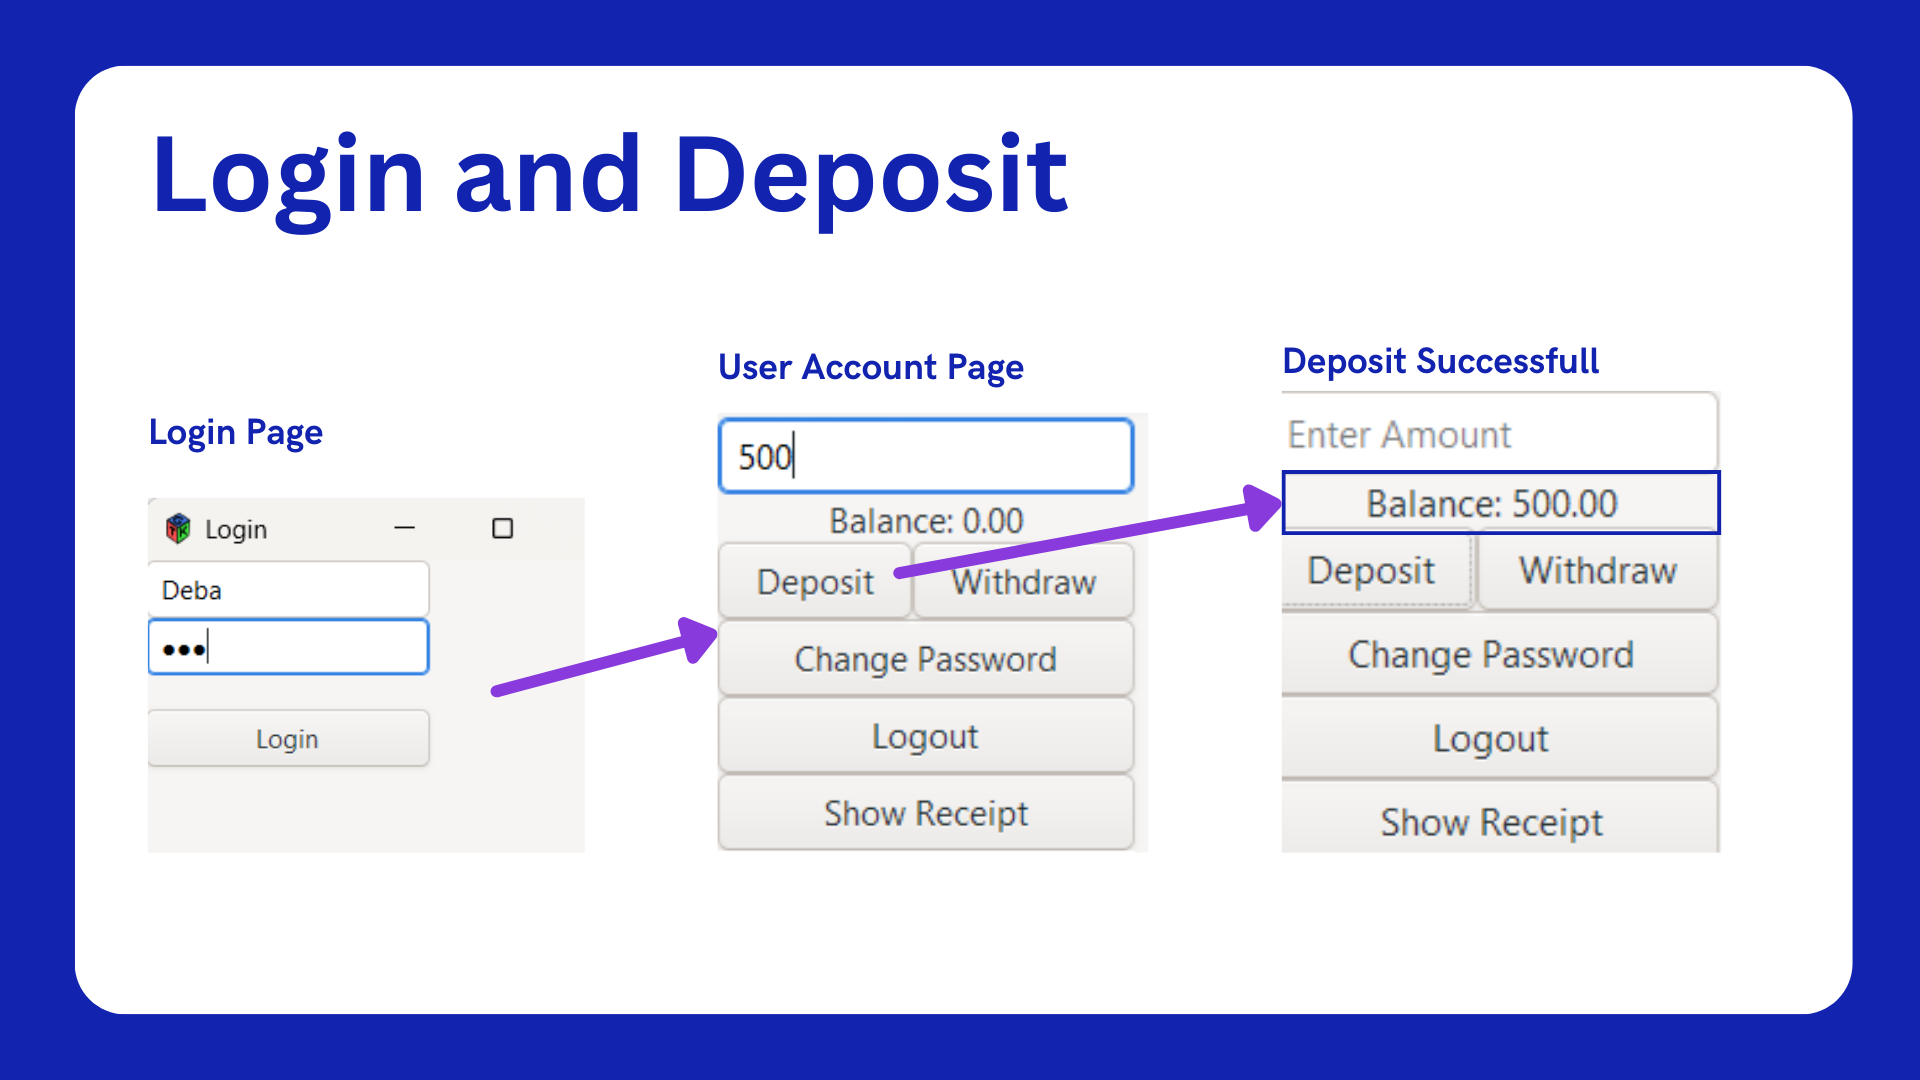 Login and Deposit
Login Page
Login
Deba
•••
Login
User Account Page
500
Balance: 0.00
Deposit Withdraw
Change Password
Logout
Show Receipt
Deposit Successfull
Enter Amount
Balance: 500.00
Deposit Withdraw
Change Password
Logout
Show Receipt